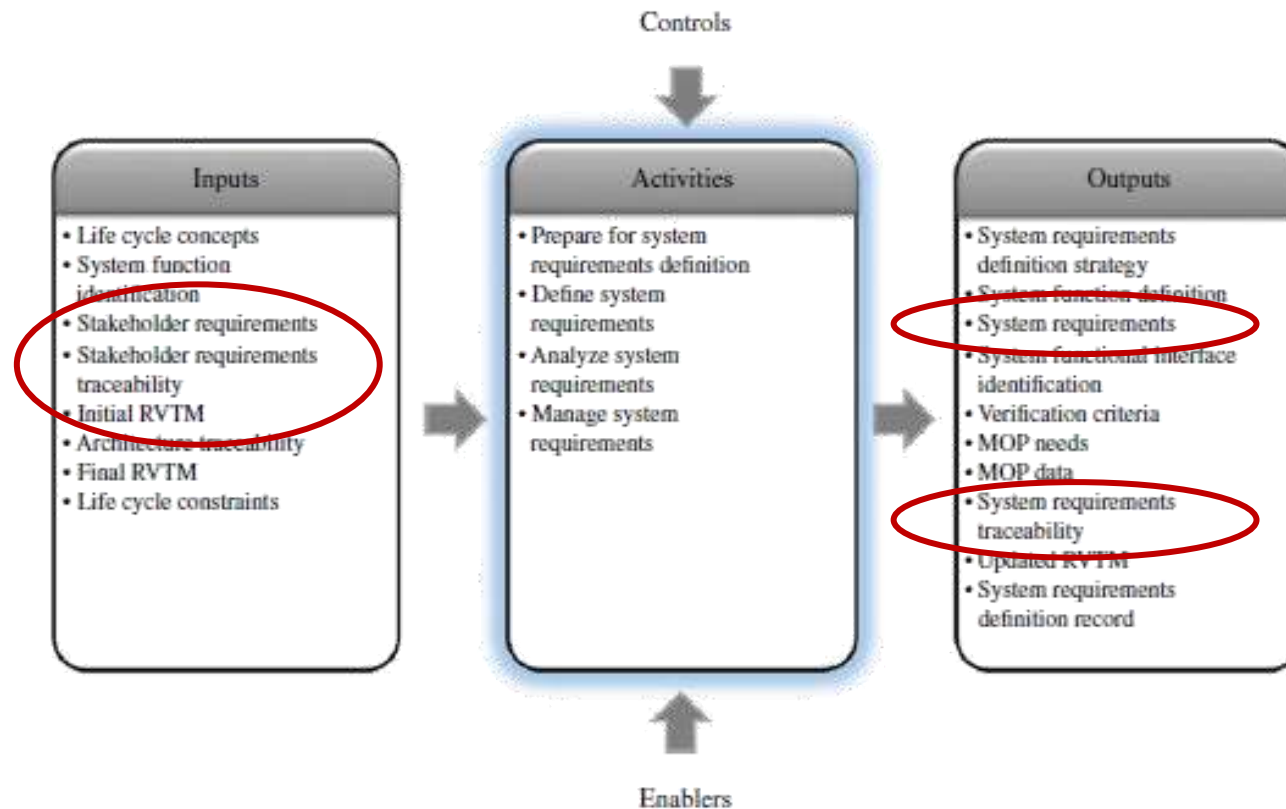 Controls
Inputs
• Life cycle concepts
• System function
identification
• Stakeholder requirements
• Stakeholder requirements
traceability
• Initial RVTM
• Architecture traceability
• Final RVTM
• Life cycle constraints
Activities
• Prepare for system
requirements definition
• Define system
requirements
• Analyze system
requirements
• Manage system
requirements
Outputs
• System requirements
definition strategy
• System function definition
• System requirements
• System functional interface
identification
• Verification criteria
• MOP needs
• MOP data
• System requirements
traceability
• Updated RVTM
• System requirements
definition record
Enablers